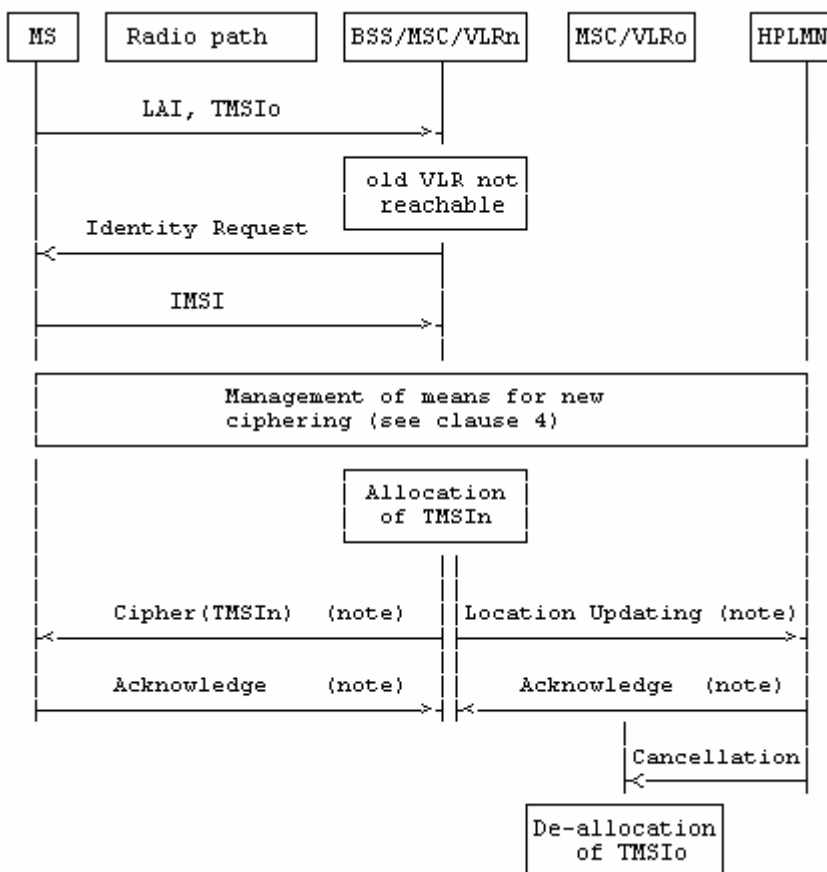 MS Radio path BSS/MSC/VLRn MSC/VLRo HPLMN
LAI, TMSIo
old VLR not
reachable
Identity Request
IMSI
Management of means for new
ciphering (see clause 4)
Allocation
of TMSIn
Cipher(TMSIn) (note) Location Updating (note)
Acknowledge (note) Acknowledge (note)
Cancellation
De-allocation
of TMSIo